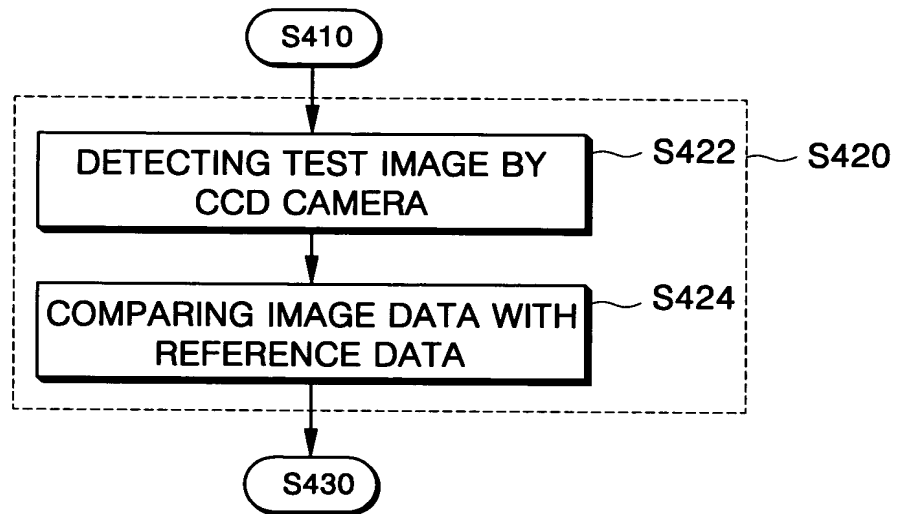 S410
DETECTING TEST IMAGE BY
CCD CAMERA
S422
S420
COMPARING IMAGE DATA WITH
REFERENCE DATA
S424
S430